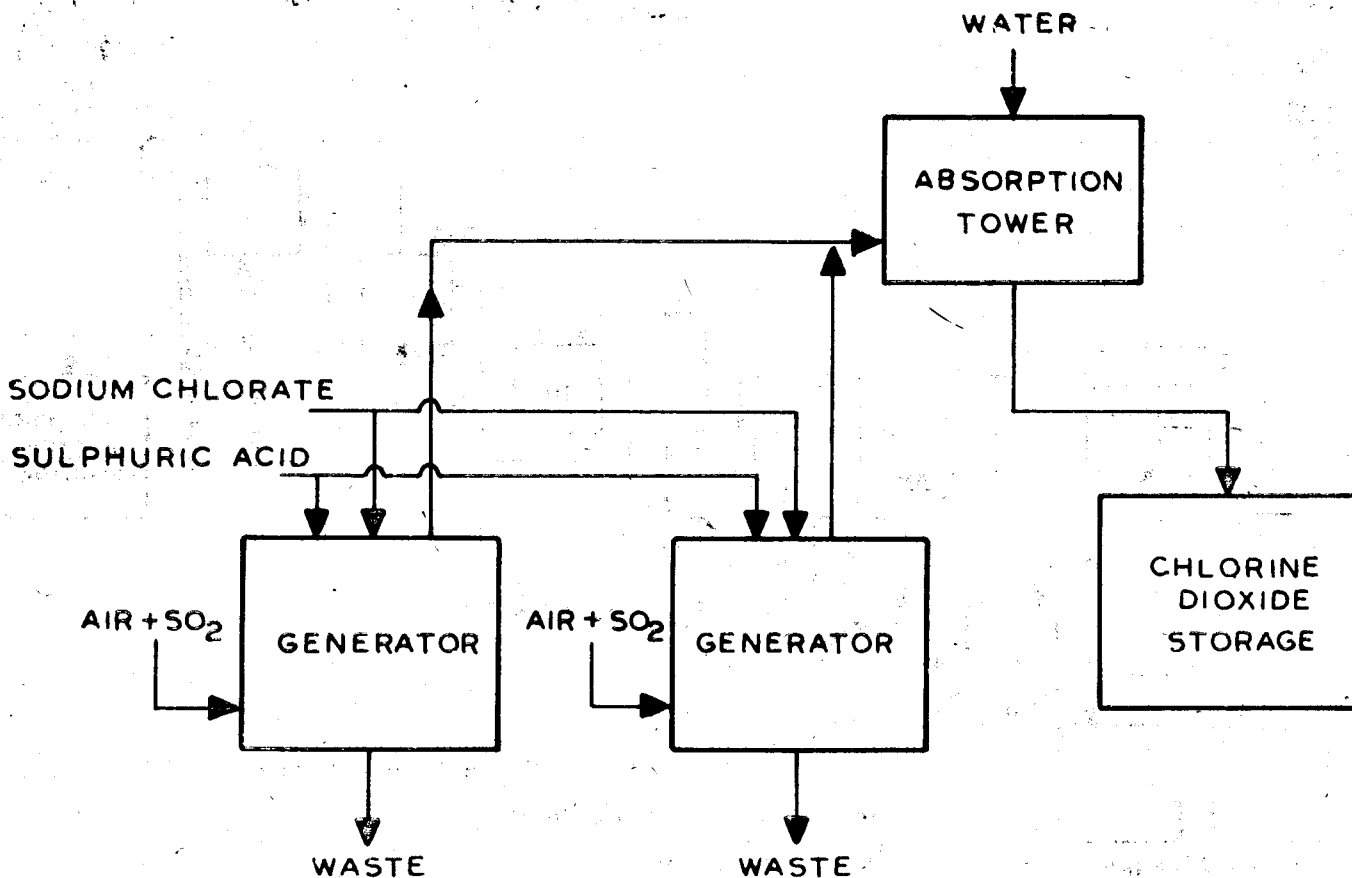 WATER
ABSORPTION
TOWER
SODIUM CHLORATE
SULPHURIC ACID
AIR + SO₂
GENERATOR
AIR + SO₂
GENERATOR
CHLORINE
DIOXIDE
STORAGE
WASTE
WASTE